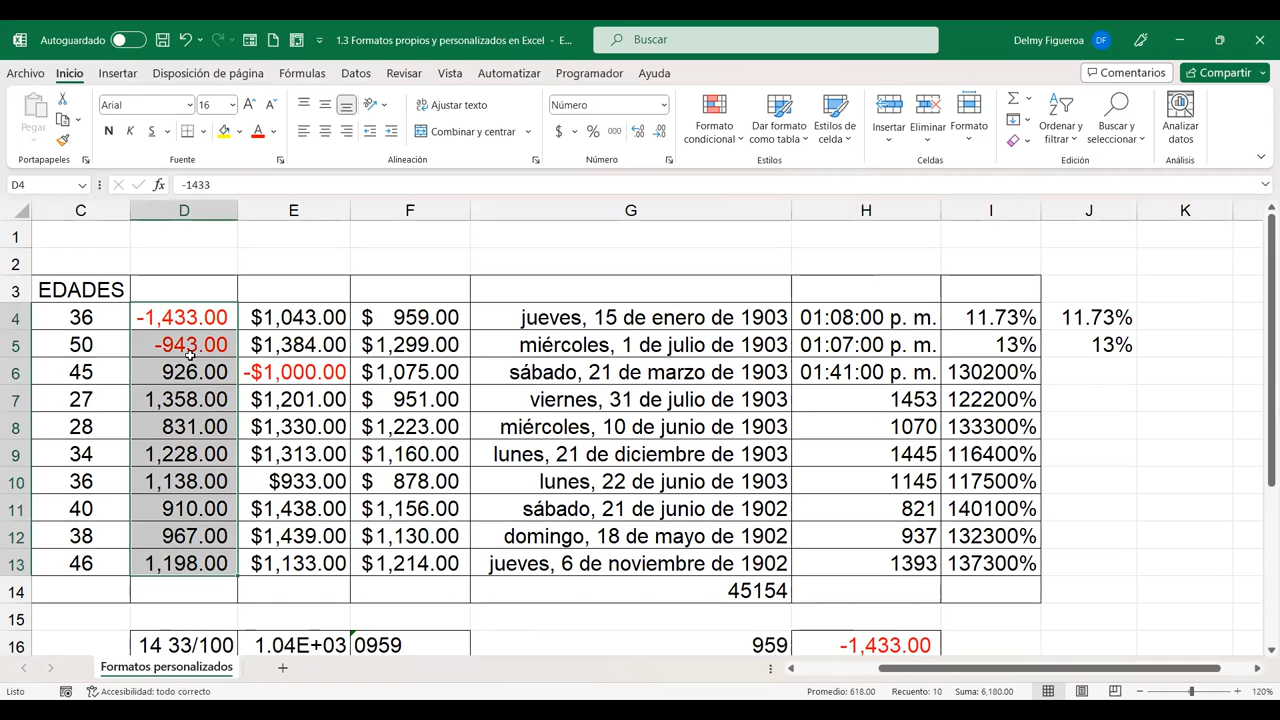 Autoguardado
1.3 Formatos propios y personalizados en Excel - E...
Buscar
Delmy Figueroa DF
Archivo Inicio Insertar Disposición de página Fórmulas Datos Revisar Vista Automatizar Programador Ayuda
Comentarios Compartir
Arial 16 Ajustar texto Número
Pegar N K S A Combinar y centrar $ % 000
Formato condicional Dar formato como tabla Estilos de celda Insertar Eliminar Formato Ordenar y filtrar Buscar y seleccionar Analizar datos
Portapapeles Fuente Alineación Número Estilos Celdas Edición Análisis
D4 fx -1433
C D E F G H I J K
1
2
3 EDADES
4 36 -1,433.00 $1,043.00 $ 959.00 jueves, 15 de enero de 1903 01:08:00 p. m. 11.73% 11.73%
5 50 -943.00 $1,384.00 $1,299.00 miércoles, 1 de julio de 1903 01:07:00 p. m. 13% 13%
6 45 926.00 -$1,000.00 $1,075.00 sábado, 21 de marzo de 1903 01:41:00 p. m. 130200%
7 27 1,358.00 $1,201.00 $ 951.00 viernes, 31 de julio de 1903 1453 122200%
8 28 831.00 $1,330.00 $1,223.00 miércoles, 10 de junio de 1903 1070 133300%
9 34 1,228.00 $1,313.00 $1,160.00 lunes, 21 de diciembre de 1903 1445 116400%
10 36 1,138.00 $933.00 $ 878.00 lunes, 22 de junio de 1903 1145 117500%
11 40 910.00 $1,438.00 $1,156.00 sábado, 21 de junio de 1902 821 140100%
12 38 967.00 $1,439.00 $1,130.00 domingo, 18 de mayo de 1902 937 132300%
13 46 1,198.00 $1,133.00 $1,214.00 jueves, 6 de noviembre de 1902 1393 137300%
14 45154
15
16 14 33/100 1.04E+03 0959 959 -1,433.00
Formatos personalizados
Listo Accesibilidad: todo correcto Promedio: 618.00 Recuento: 10 Suma: 6,180.00 120%